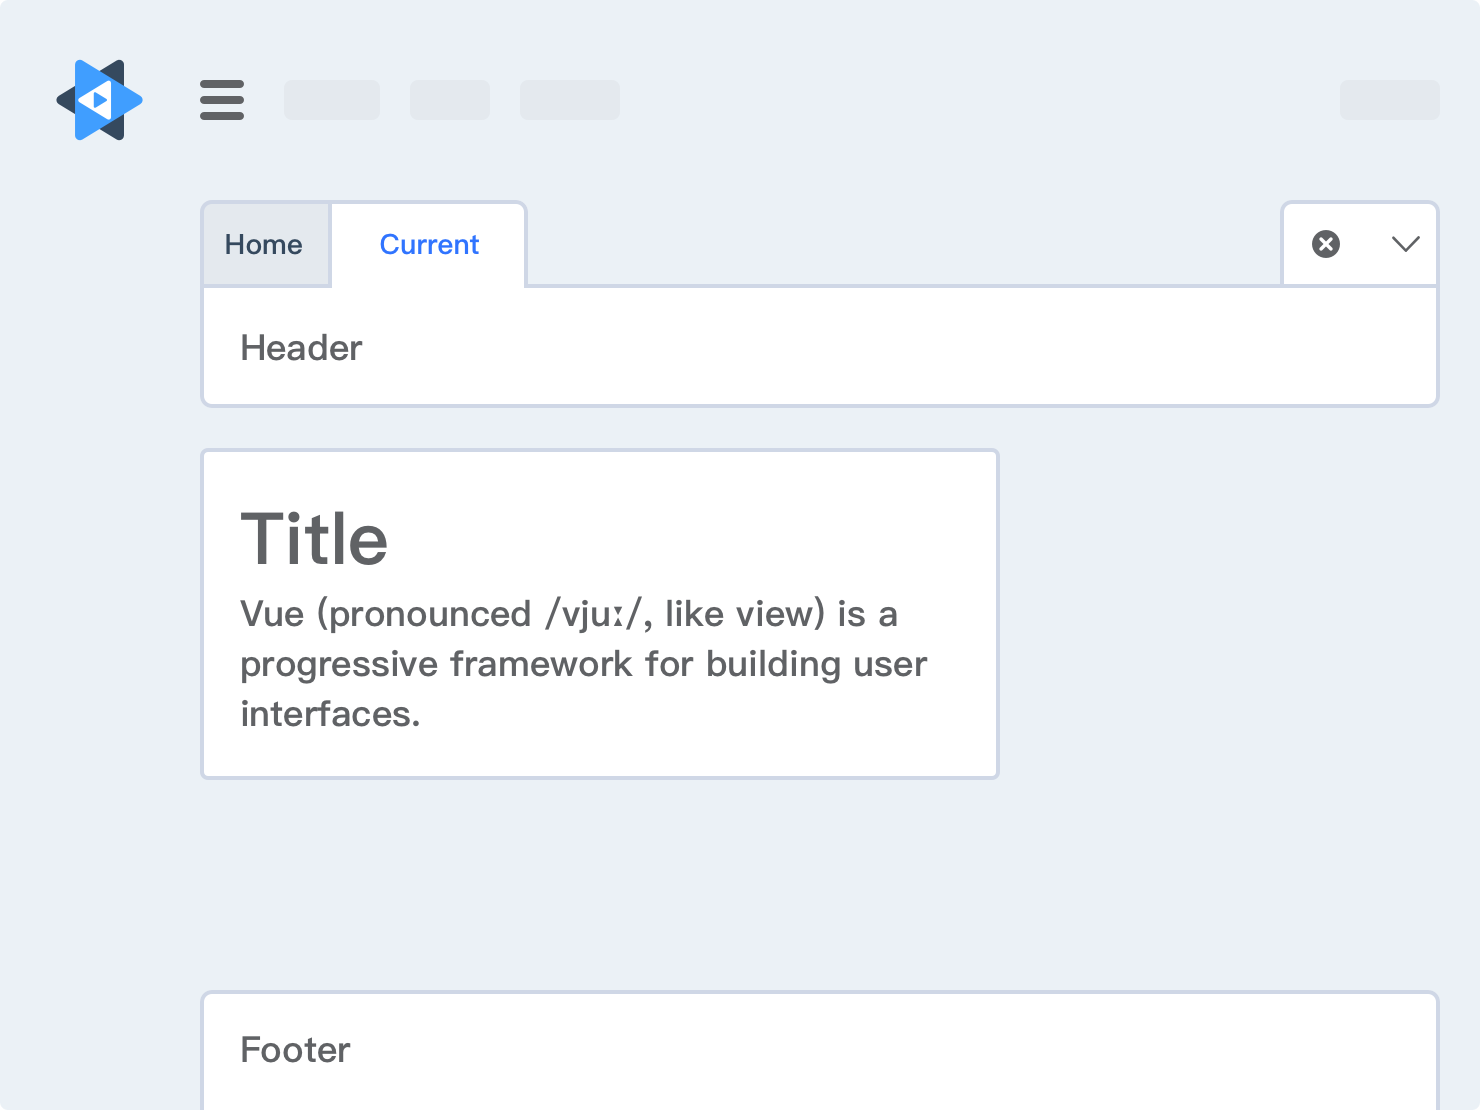 Home
Current
Header
Title
Vue (pronounced /vjuː/, like view) is a
progressive framework for building user
interfaces.
Footer